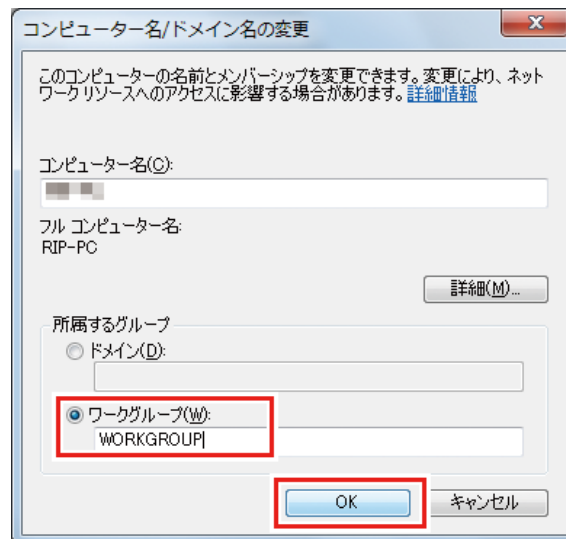 コンピューター名/ドメイン名の変更
このコンピューターの名前とメンバーシップを変更できます。変更により、ネット
ワーク リソースへのアクセスに影響する場合があります。詳細情報
コンピューター名(C):
フル コンピューター名:
RIP-PC
詳細(M)...
所属するグループ
ドメイン(D):
ワークグループ(W):
WORKGROUP
OK
キャンセル